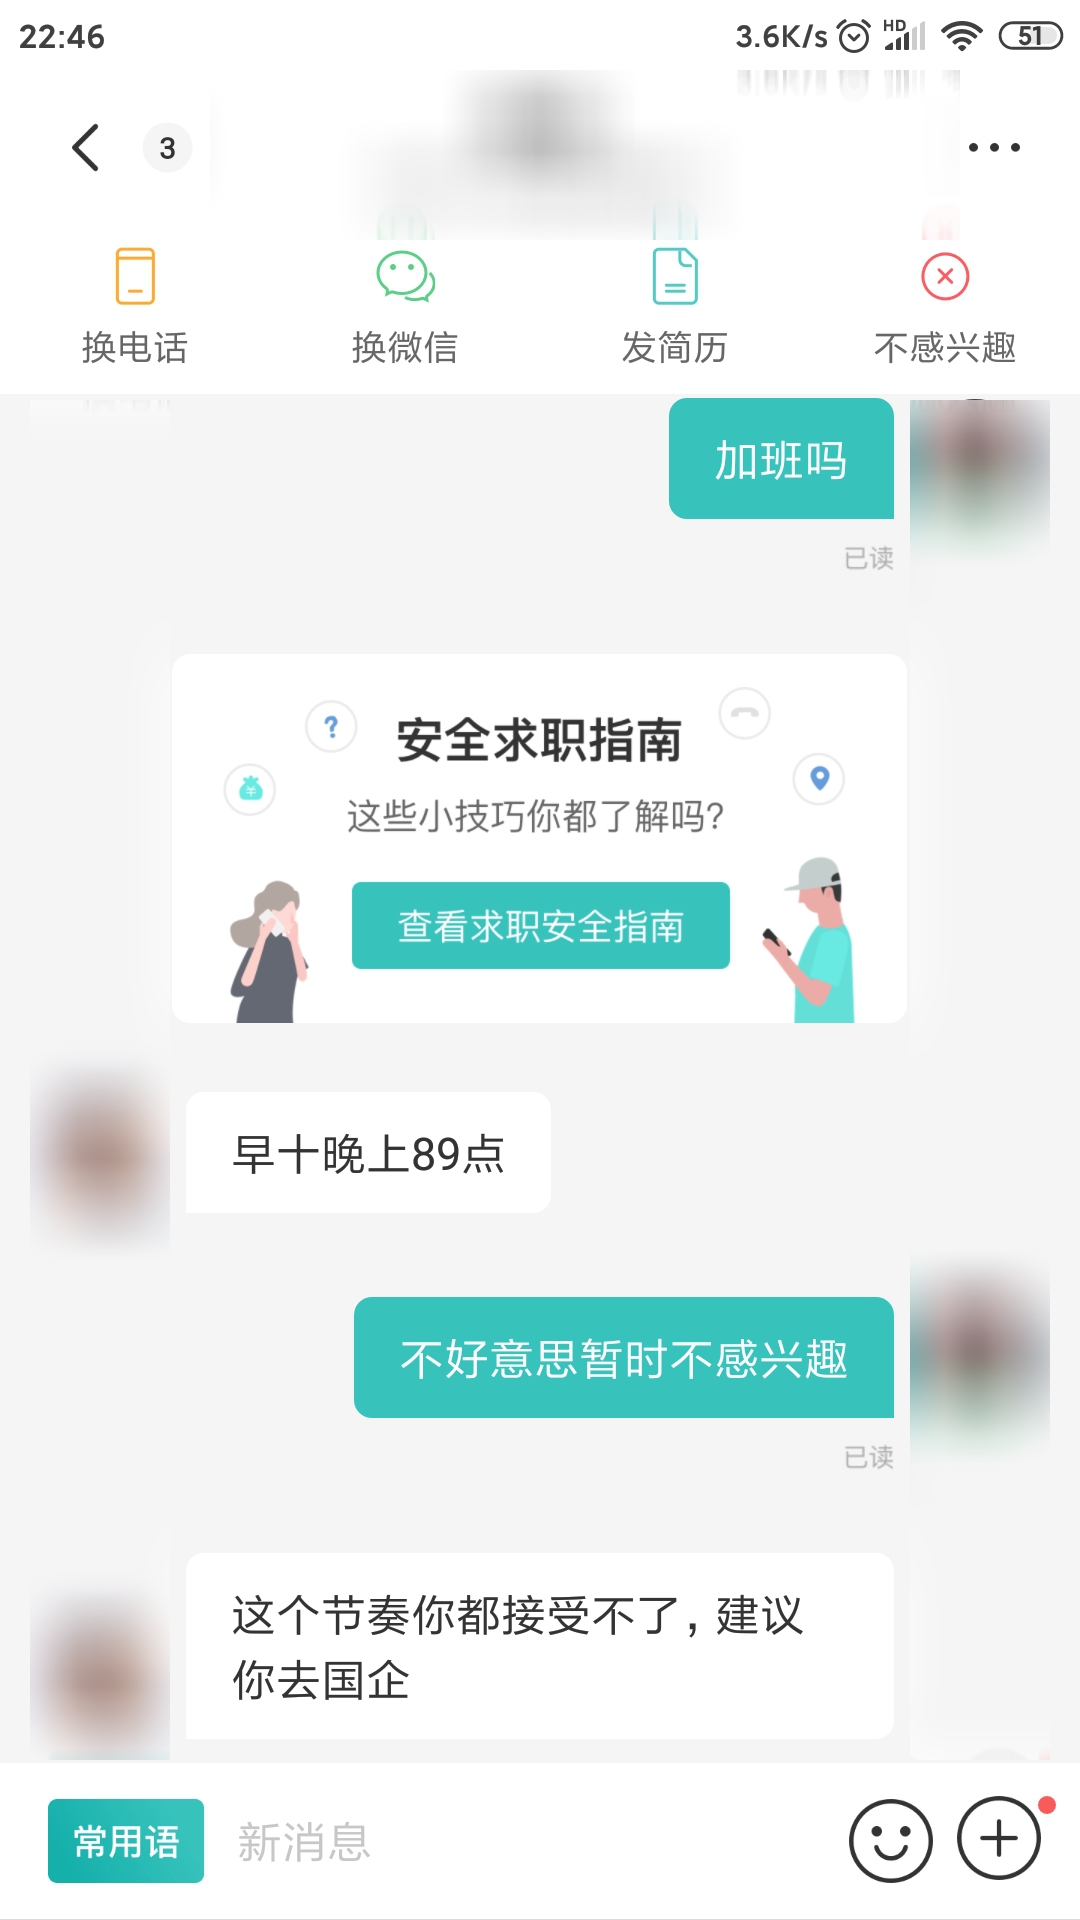 22:46
3.6K/s
HD
51
3
换电话
换微信
发简历
不感兴趣
加班吗
已读
?
¥
安全求职指南
这些小技巧你都了解吗?
查看求职安全指南
早十晚上89点
不好意思暂时不感兴趣
已读
这个节奏你都接受不了，建议
你去国企
常用语
新消息